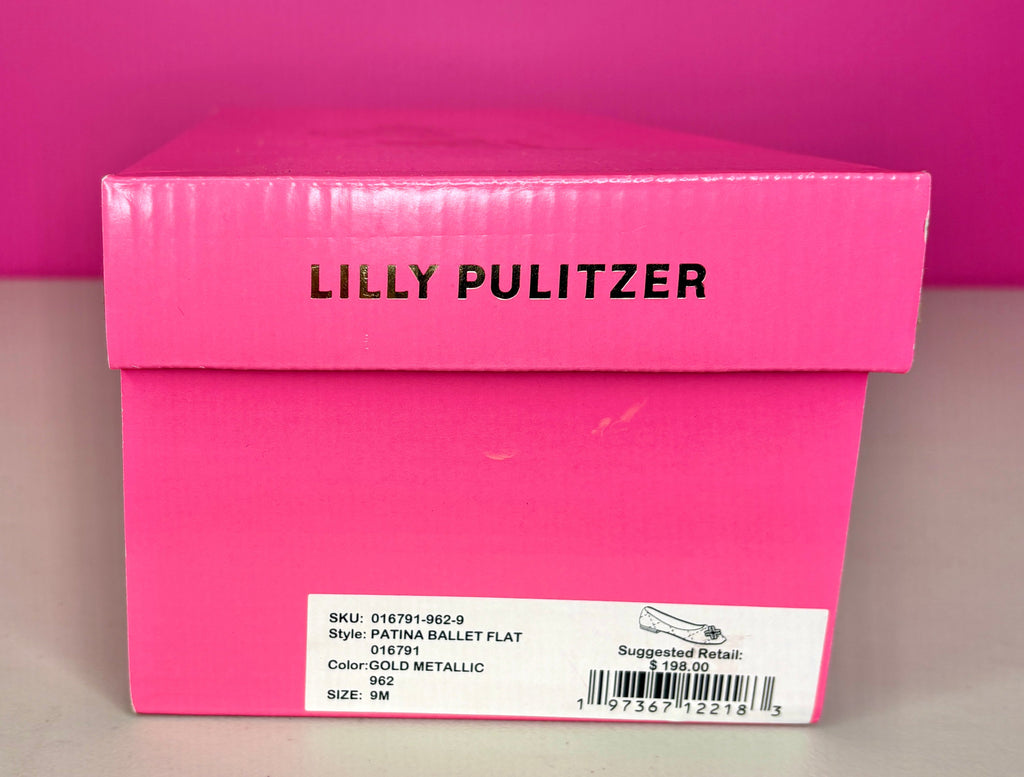 LILLY PULITZER
SKU: 016791-962-9
Style: PATINA BALLET FLAT
016791
Color:GOLD METALLIC
962
SIZE: 9M
Suggested Retail:
$ 198.00
1 97367 12218 3